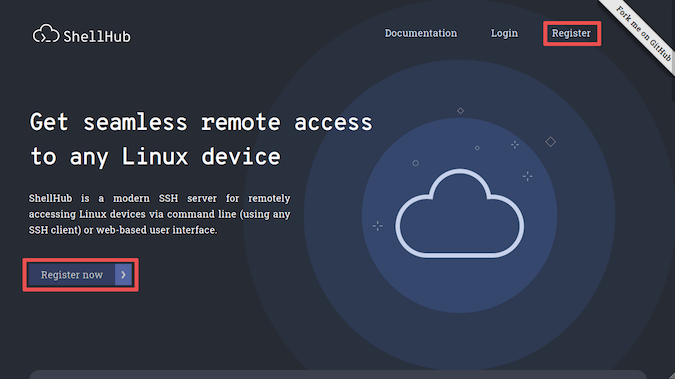 ShellHub
Documentation
Login
Register
Fork me on GitHub
Get seamless remote access
to any Linux device
ShellHub is a modern SSH server for remotely
accessing Linux devices via command line (using any
SSH client) or web-based user interface.
Register now